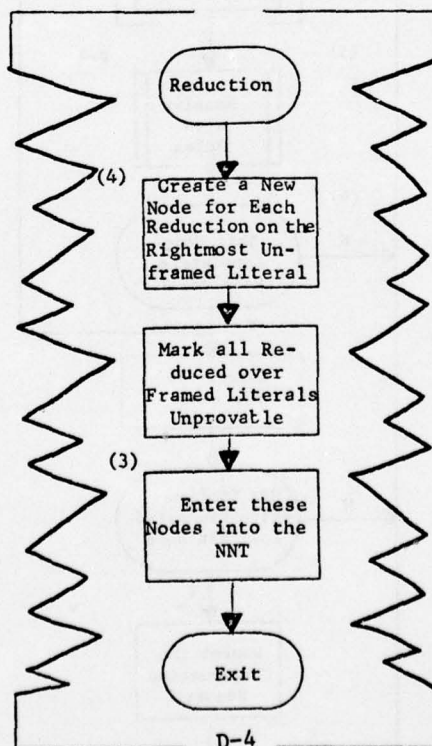 Reduction
(4)
Create a New
Node for Each
Reduction on the
Rightmost Un-
framed Literal
Mark all Re-
duced over
Framed Literals
Unprovable
(3)
Enter these
Nodes into the
NNT
Exit
D-4